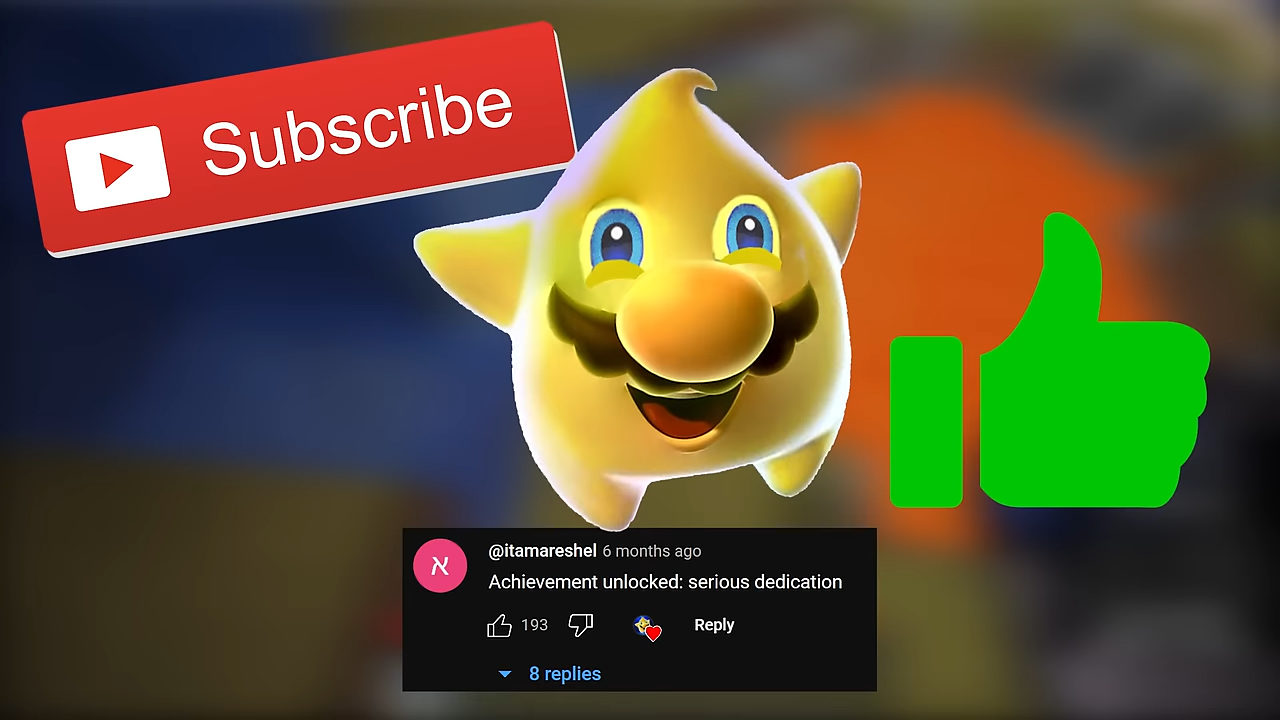 Subscribe
א
@itamareshel 6 months ago
Achievement unlocked: serious dedication
193
Reply
8 replies